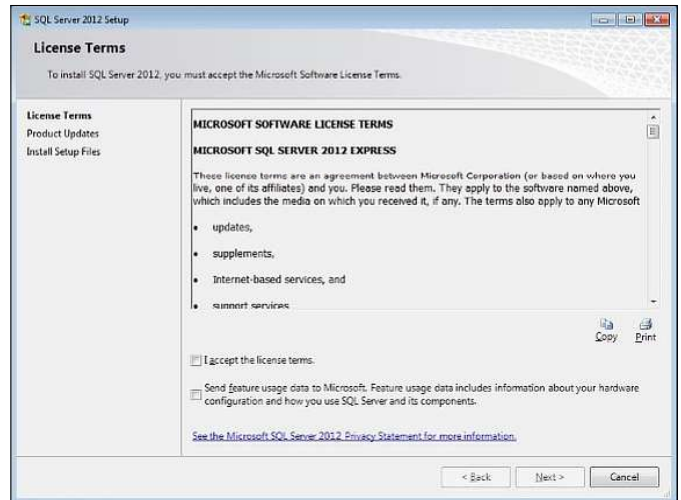 SQL Server 2012 Setup
License Terms
To install SQL Server 2012, you must accept the Microsoft Software License Terms.
License Terms
Product Updates
Install Setup Files
MICROSOFT SOFTWARE LICENSE TERMS
MICROSOFT SQL SERVER 2012 EXPRESS
These license terms are an agreement between Microsoft Corporation (or based on where you
live, one of its affiliates) and you. Please read them. They apply to the software named above,
which includes the media on which you received it, if any. The terms also apply to any Microsoft
• updates,
• supplements,
• Internet-based services, and
• support services
Copy Print
I accept the license terms.
Send feature usage data to Microsoft. Feature usage data includes information about your hardware
configuration and how you use SQL Server and its components.
See the Microsoft SQL Server 2012 Privacy Statement for more information.
< Back Next > Cancel